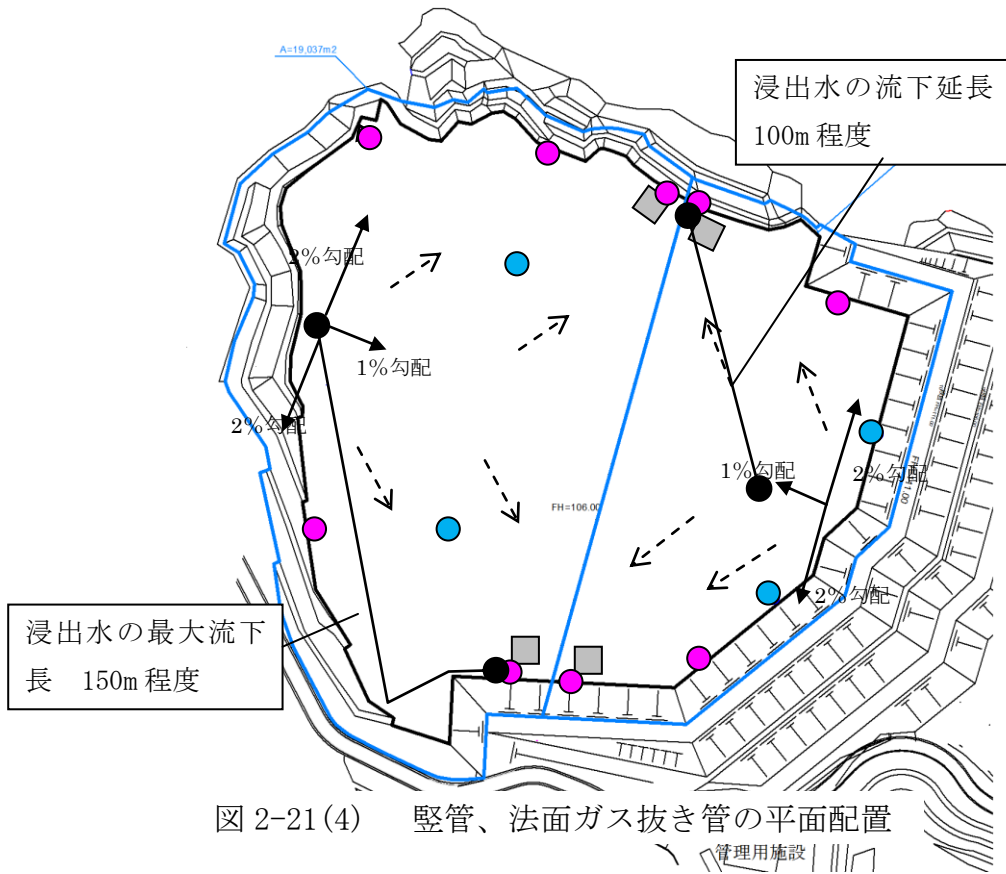 A=19,037m2
浸出水の流下延長
100m 程度
2%勾配
1%勾配
2%勾配
1%勾配
2%勾配
FH=106.00
2%勾配
浸出水の最大流下
長　150m 程度
図 2-21(4)　竪管、法面ガス抜き管の平面配置
管理用施設